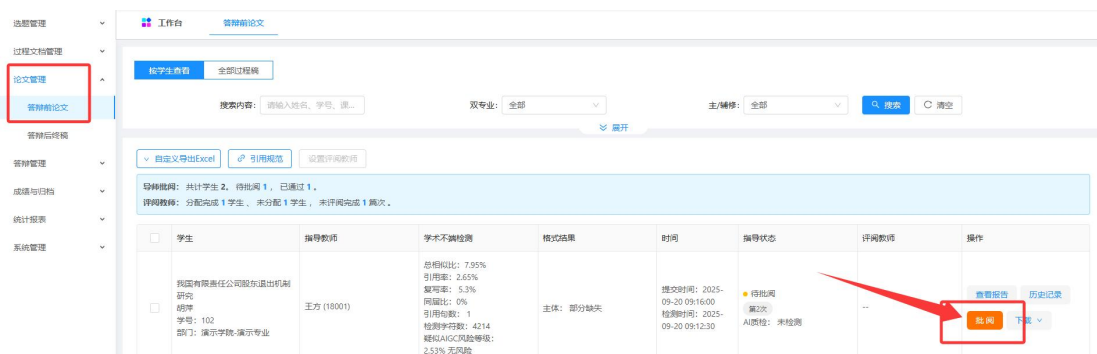 选题管理
工作台
答辩前论文
过程文档管理
论文管理
答辩前论文
答辩后终稿
答辩管理
成绩与归档
统计报表
系统管理
按学生查看
全部过程稿
搜索内容: 请输入姓名、学号、课...
双专业: 全部
主/辅修: 全部
搜索
清空
展开
自定义导出Excel
引用规范
设置评阅教师
导师批阅: 共计学生 2, 待批阅 1, 已通过 1。
评阅教师: 分配完成 1 学生、未分配 1 学生, 未评阅完成 1 篇次。
学生 指导教师 学术不端检测 格式结果 时间 指导状态 评阅教师 操作
我国有限责任公司股东退出机制
研究
胡萍
学号: 102
部门: 演示学院-演示专业
王方 (18001)
总相似比: 7.95%
引用率: 2.65%
复写率: 5.3%
同届比: 0%
引用句数: 1
检测字符数: 4214
疑似AIGC风险等级:
2.53% 无风险
主体: 部分缺失
提交时间: 2025-
09-20 09:16:00
检测时间: 2025-
09-20 09:12:30
待批阅
第2次
AI质检: 未检测
--
查看报告
历史记录
批阅
下载